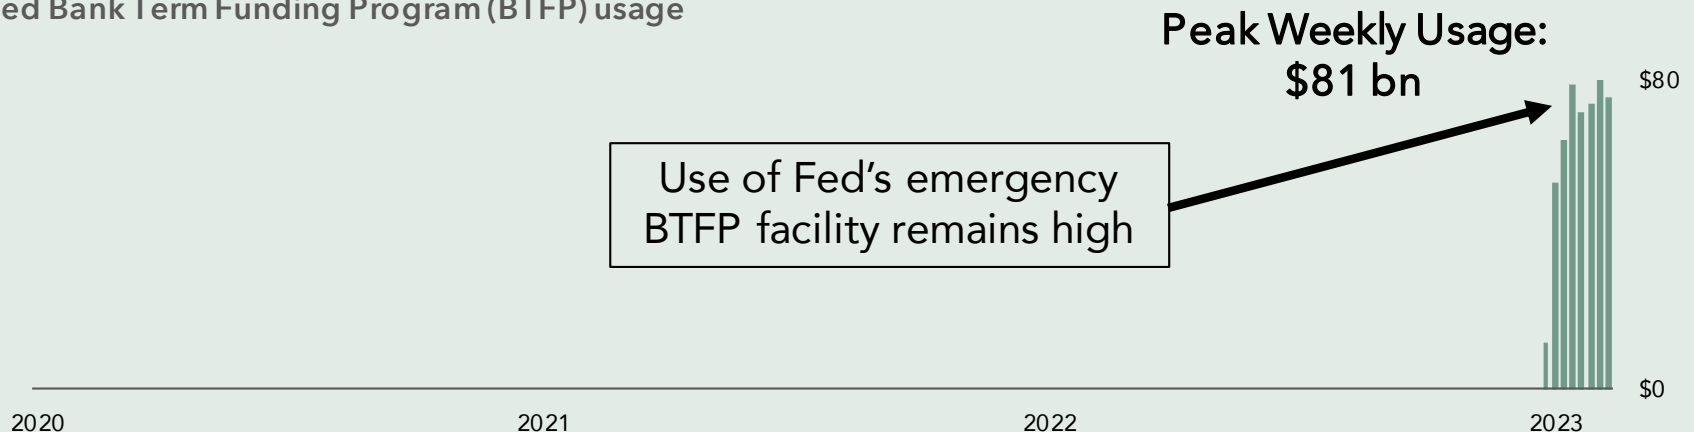 ed Bank Term Funding Program (BTFP) usage
Peak Weekly Usage:
$81 bn
$80
Use of Fed’s emergency
BTFP facility remains high
$0
2020 2021 2022 2023